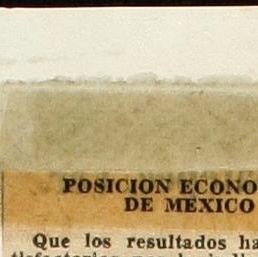 POSICION ECONO
DE MEXICO
Que los resultados ha